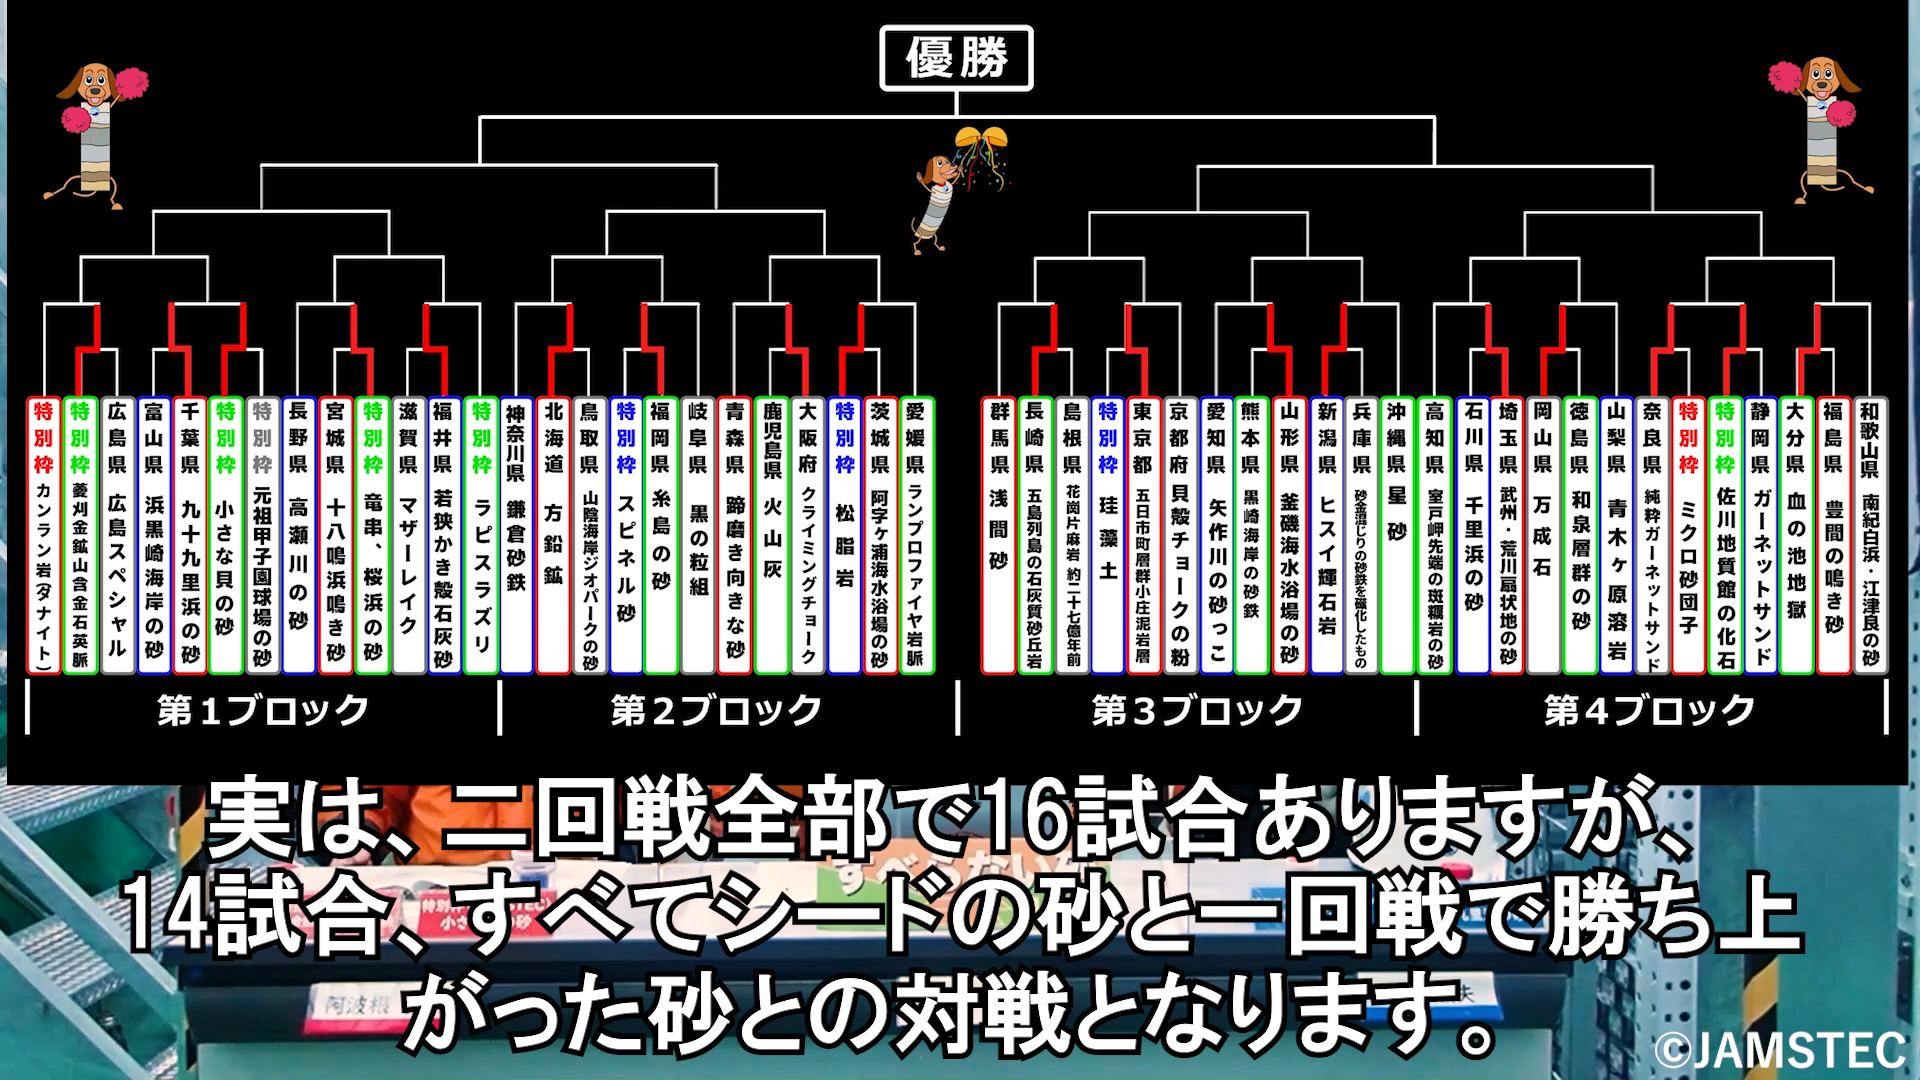 優勝
特別枠 カンラン岩(ダナイト)
特別枠 菱刈金鉱山含金石英脈
広島県 広島スペシャル
富山県 浜黒崎海岸の砂
千葉県 九十九里浜の砂
特別枠 小さな貝の砂
特別枠 元祖甲子園球場の砂
長野県 高瀬川の砂
宮城県 十八鳴浜鳴き砂
特別枠 竜串、桜浜の砂
滋賀県 マザーレイク
福井県 若狭かき殻石灰砂
特別枠 ラピスラズリ
神奈川県 鎌倉砂鉄
北海道 方鉛鉱
鳥取県 山陰海岸ジオパークの砂
特別枠 スピネル砂
福岡県 糸島の砂
岐阜県 黒の粒組
青森県 蹄磨き向きな砂
鹿児島県 火山灰
大阪府 クライミングチョーク
特別枠 松脂岩
茨城県 阿字ヶ浦海水浴場の砂
愛媛県 ランプロファイヤ岩脈
群馬県 浅間砂
長崎県 五島列島の石灰質砂丘岩
島根県 花崗片麻岩 約二十七億年前
特別枠 珪藻土
東京都 五日市町層群小庄泥岩層
京都府 貝殻チョークの粉
愛知県 矢作川の砂っこ
熊本県 黒崎海岸の砂鉄
山形県 釜磯海水浴場の砂
新潟県 ヒスイ輝石岩
兵庫県 砂金混じりの砂鉄を磁化したもの
沖縄県 星砂
高知県 室戸岬先端の斑糲岩の砂
石川県 千里浜の砂
埼玉県 武州・荒川扇状地の砂
岡山県 万成石
徳島県 和泉層群の砂
山梨県 青木ヶ原溶岩
奈良県 純粋ガーネットサンド
特別枠 ミクロ砂団子
特別枠 佐川地質館の化石
静岡県 ガーネットサンド
大分県 血の池地獄
福島県 豊間の鳴き砂
和歌山県 南紀白浜・江津良の砂
第1ブロック
第2ブロック
第3ブロック
第4ブロック
実は、二回戦全部で16試合ありますが、
14試合、すべてシードの砂と一回戦で勝ち上
がった砂との対戦となります。
阿波根
©JAMSTEC